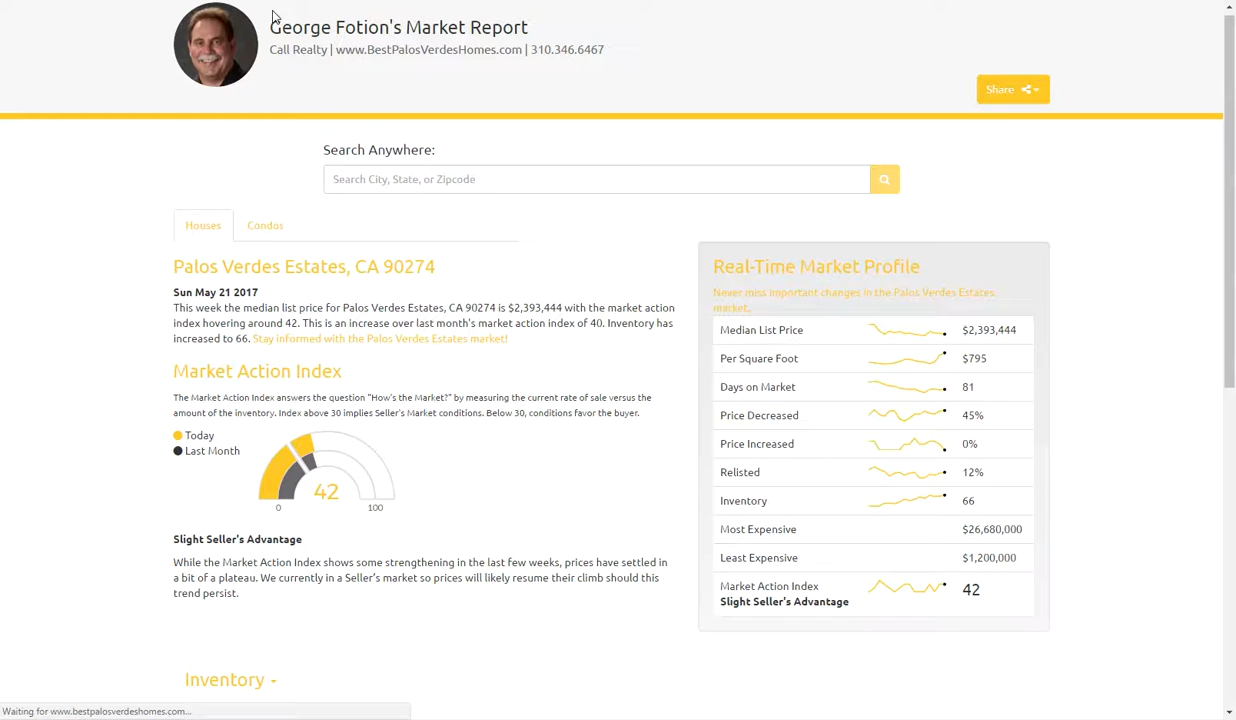 George Fotion's Market Report
Call Realty | www.BestPalosVerdesHomes.com | 310.346.6467
Share
Search Anywhere:
Search City, State, or Zipcode
Houses
Condos
Palos Verdes Estates, CA 90274
Sun May 21 2017
This week the median list price for Palos Verdes Estates, CA 90274 is $2,393,444 with the market action
index hovering around 42. This is an increase over last month's market action index of 40. Inventory has
increased to 66. Stay informed with the Palos Verdes Estates market!
Market Action Index
The Market Action Index answers the question "How's the Market?" by measuring the current rate of sale versus the
amount of the inventory. Index above 30 implies Seller's Market conditions. Below 30, conditions favor the buyer.
Today
Last Month
42
0 100
Slight Seller's Advantage
While the Market Action Index shows some strengthening in the last few weeks, prices have settled in
a bit of a plateau. We currently in a Seller's market so prices will likely resume their climb should this
trend persist.
Real-Time Market Profile
Never miss important changes in the Palos Verdes Estates
market.
Median List Price $2,393,444
Per Square Foot $795
Days on Market 81
Price Decreased 45%
Price Increased 0%
Relisted 12%
Inventory 66
Most Expensive $26,680,000
Least Expensive $1,200,000
Market Action Index 42
Slight Seller's Advantage
Inventory
Waiting for www.bestpalosverdeshomes.com...